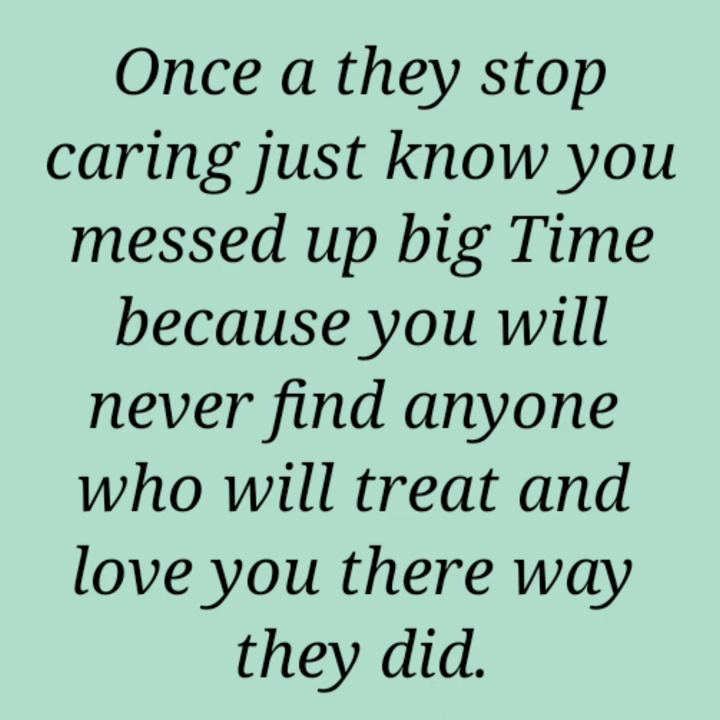 Once a they stop
caring just know you
messed up big Time
because you will
never find anyone
who will treat and
love you there way
they did.